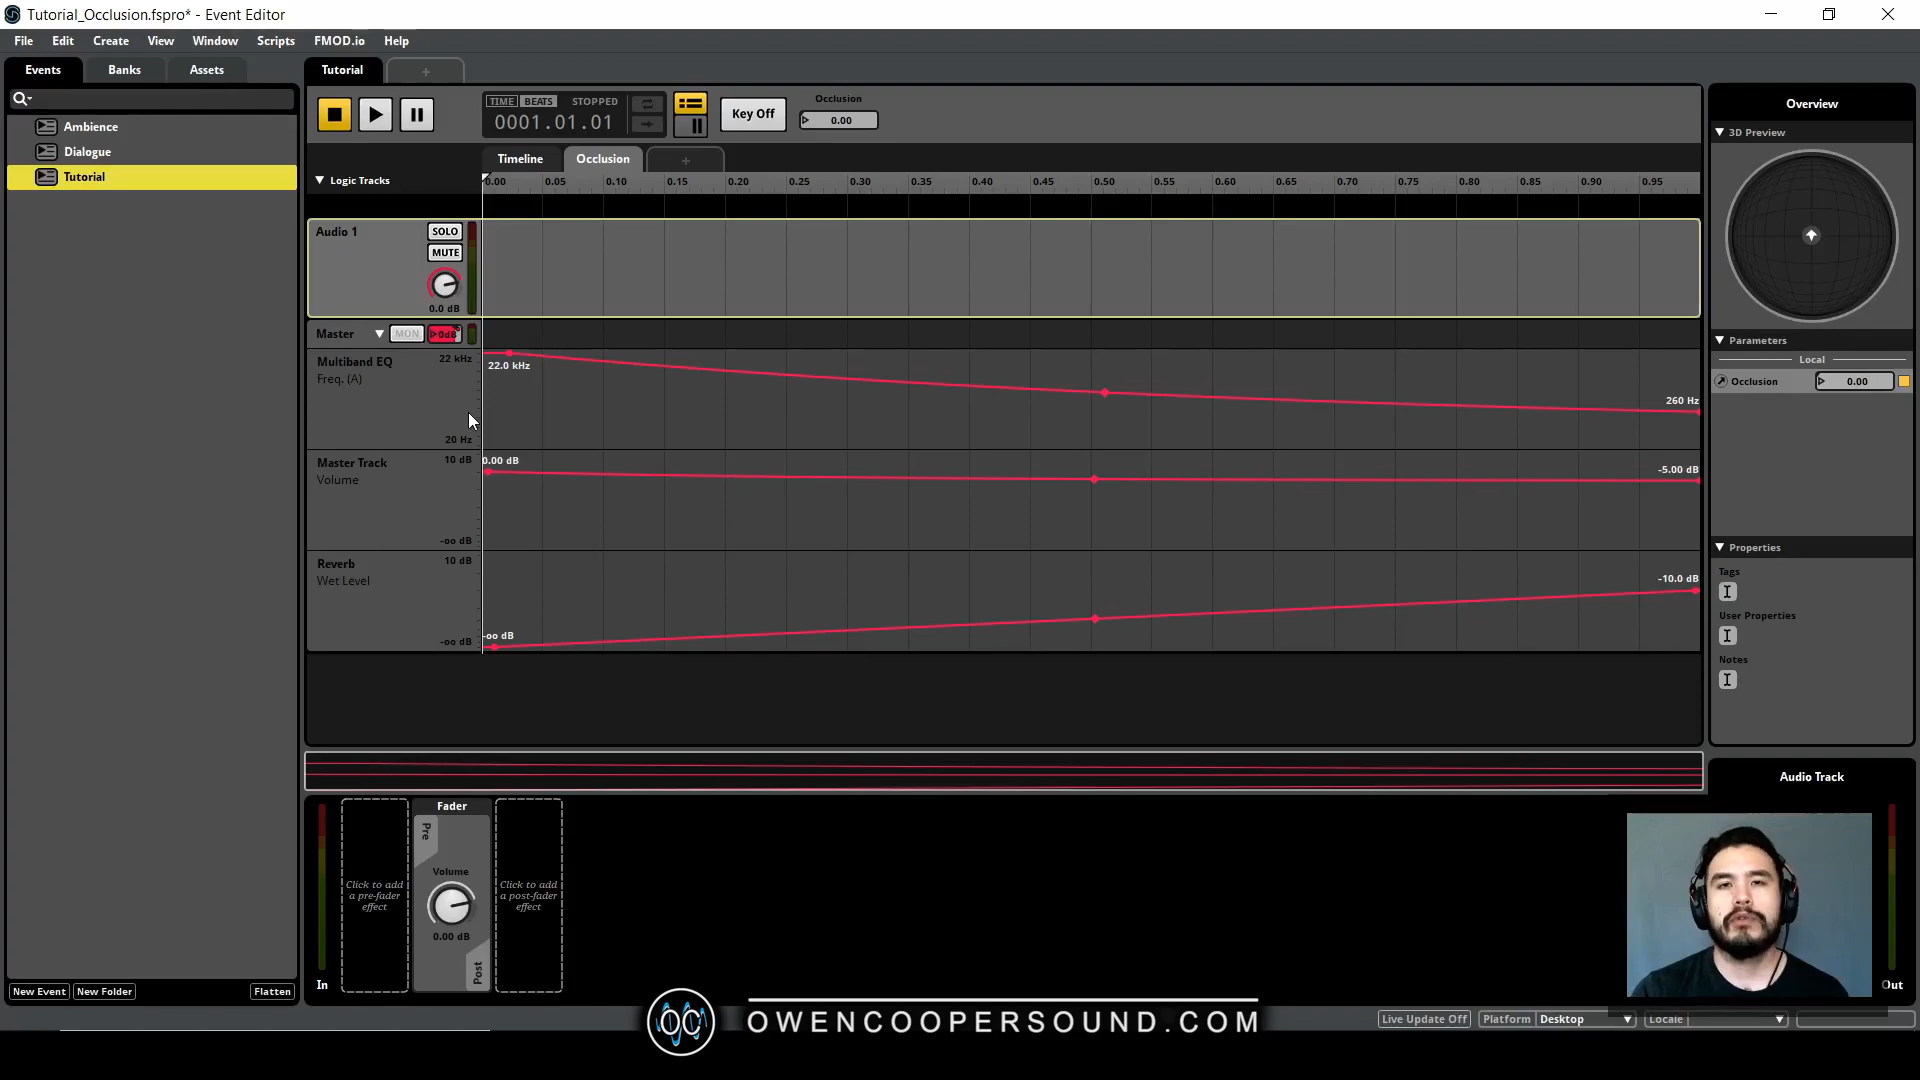 Tutorial_Occlusion.fspro* - Event Editor
File Edit Create View Window Scripts FMOD.io Help
Events Banks Assets
Tutorial +
Ambience
Dialogue
Tutorial
TIME BEATS STOPPED
0001.01.01
Key Off
Occlusion
0.00
Timeline Occlusion +
Logic Tracks
0.00 0.05 0.10 0.15 0.20 0.25 0.30 0.35 0.40 0.45 0.50 0.55 0.60 0.65 0.70 0.75 0.80 0.85 0.90 0.95
Audio 1
SOLO
MUTE
0.0 dB
Master MON 0dB
Multiband EQ
Freq. (A)
22 kHz
20 Hz
22.0 kHz
260 Hz
Master Track
Volume
10 dB
-oo dB
0.00 dB
-5.00 dB
Reverb
Wet Level
10 dB
-oo dB
-oo dB
-10.0 dB
Overview
3D Preview
Parameters
Local
Occlusion 0.00
Properties
Tags
User Properties
Notes
Audio Track
Fader
Pre
Volume
0.00 dB
Post
Click to add
a pre-fader
effect
Click to add
a post-fader
effect
In
Out
New Event New Folder Flatten
OC OWENCOOPERSOUND.COM
Live Update Off Platform Desktop Locale